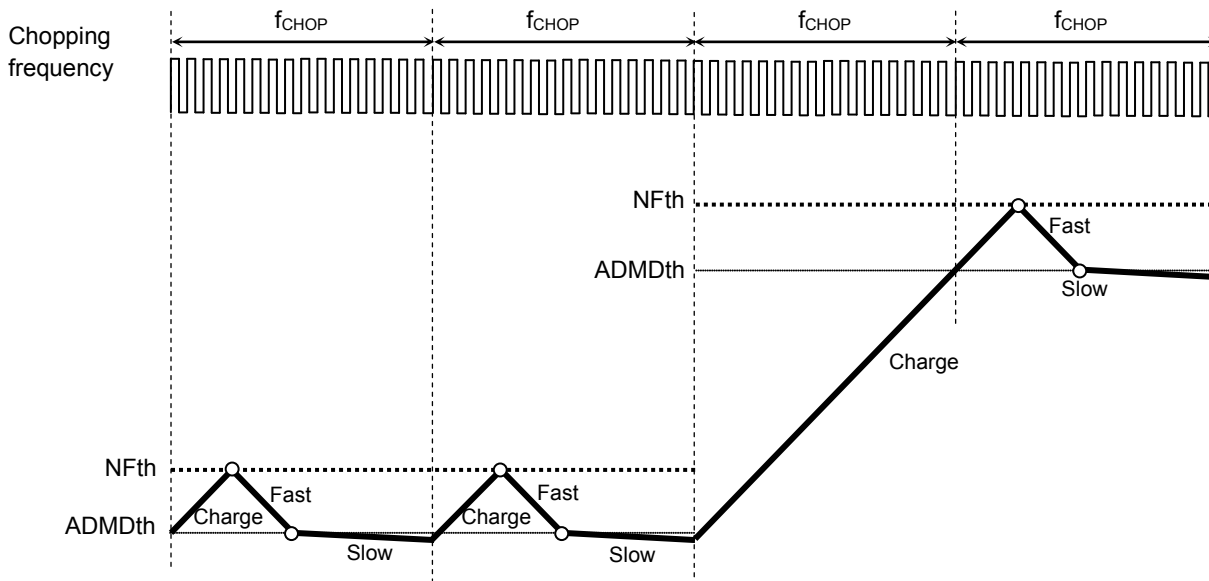 fCHOP fCHOP fCHOP fCHOP
Chopping
frequency
NFth
Fast
ADMDth
Slow
Charge
NFth
Fast Fast
Charge Charge
ADMDth
Slow Slow